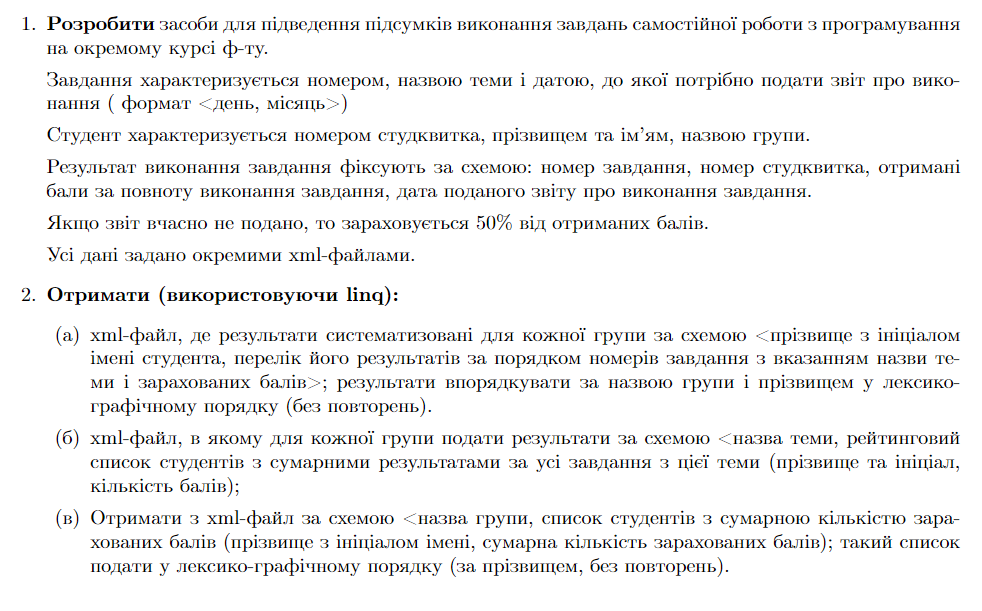 1. Розробити засоби для підведення підсумків виконання завдань самостійної роботи з програмування
на окремому курсі ф-ту.
Завдання характеризується номером, назвою теми і датою, до якої потрібно подати звіт про вико-
нання ( формат <день, місяць>)
Студент характеризується номером студквитка, прізвищем та ім'ям, назвою групи.
Результат виконання завдання фіксують за схемою: номер завдання, номер студквитка, отримані
бали за повноту виконання завдання, дата поданого звіту про виконання завдання.
Якщо звіт вчасно не подано, то зараховується 50% від отриманих балів.
Усі дані задано окремими xml-файлами.
2. Отримати (використовуючи linq):
(а) xml-файл, де результати систематизовані для кожної групи за схемою <прізвище з ініціалом
імені студента, перелік його результатів за порядком номерів завдання з вказанням назви те-
ми і зарахованих балів>; результати впорядкувати за назвою групи і прізвищем у лексико-
графічному порядку (без повторень).
(б) xml-файл, в якому для кожної групи подати результати за схемою <назва теми, рейтинговий
список студентів з сумарними результатами за усі завдання з цієї теми (прізвище та ініціал,
кількість балів);
(в) Отримати з xml-файл за схемою <назва групи, список студентів з сумарною кількістю зара-
хованих балів (прізвище з ініціалом імені, сумарна кількість зарахованих балів); такий список
подати у лексико-графічному порядку (за прізвищем, без повторень).